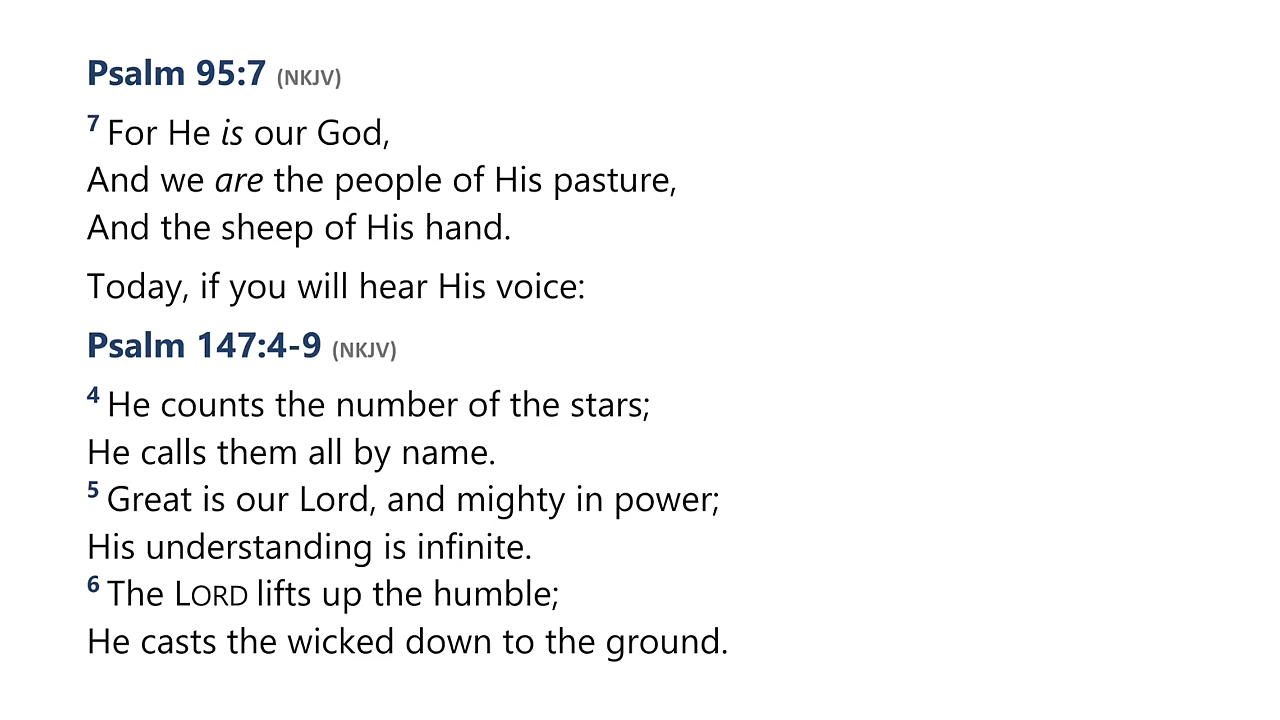 Psalm 95:7 (NKJV)
7 For He is our God,
And we are the people of His pasture,
And the sheep of His hand.
Today, if you will hear His voice:
Psalm 147:4-9 (NKJV)
4 He counts the number of the stars;
He calls them all by name.
5 Great is our Lord, and mighty in power;
His understanding is infinite.
6 The LORD lifts up the humble;
He casts the wicked down to the ground.